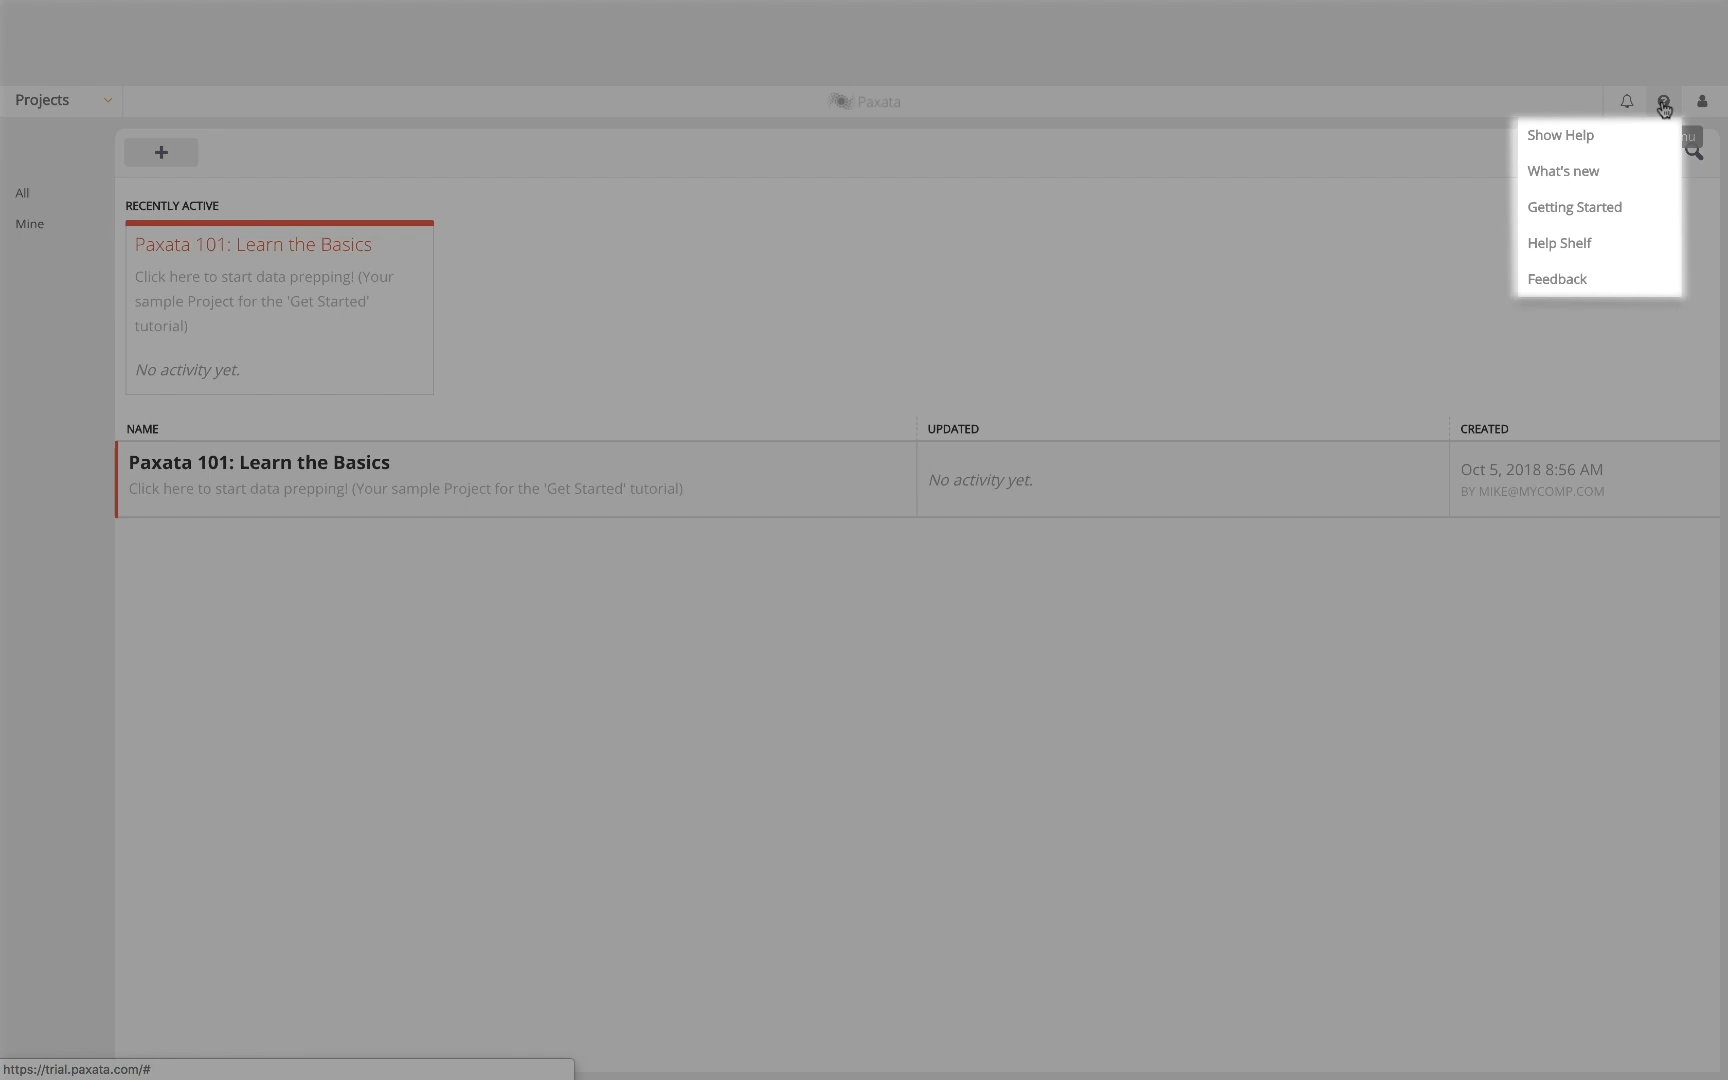 Projects
Paxata
Show Help
nu
What's new
Getting Started
Help Shelf
Feedback
All
Mine
RECENTLY ACTIVE
Paxata 101: Learn the Basics
Click here to start data prepping! (Your
sample Project for the 'Get Started'
tutorial)
No activity yet.
NAME
UPDATED
CREATED
Paxata 101: Learn the Basics
Click here to start data prepping! (Your sample Project for the 'Get Started' tutorial)
No activity yet.
Oct 5, 2018 8:56 AM
BY MIKE@MYCOMP.COM
https://trial.paxata.com/#